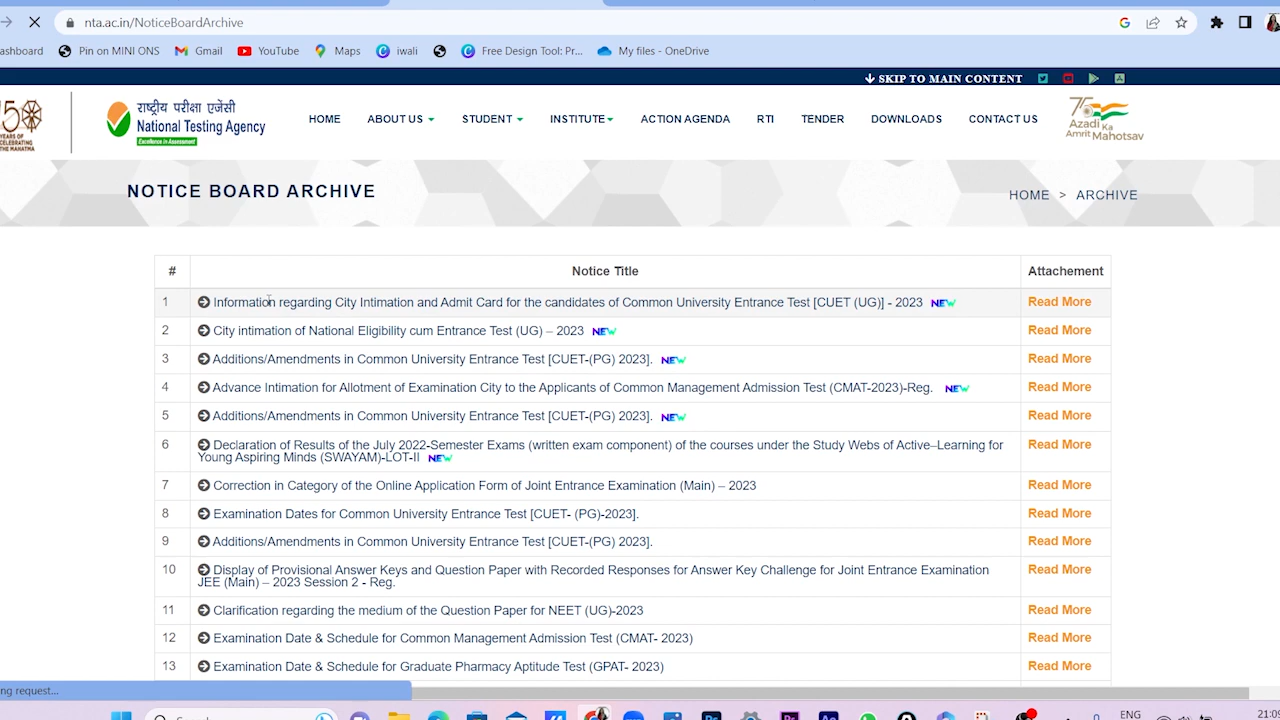 nta.ac.in/NoticeBoardArchive
ashboard Pin on MINI ONS Gmail YouTube Maps iwali Free Design Tool: Pr... My files - OneDrive
SKIP TO MAIN CONTENT
50 YEARS OF CELEBRATING THE MAHATMA
राष्ट्रीय परीक्षा एजेंसी
National Testing Agency
Excellence in Assessment
HOME ABOUT US STUDENT INSTITUTE ACTION AGENDA RTI TENDER DOWNLOADS CONTACT US
75 Azadi Ka Amrit Mahotsav
NOTICE BOARD ARCHIVE
HOME > ARCHIVE
# Notice Title Attachement
1 Information regarding City Intimation and Admit Card for the candidates of Common University Entrance Test [CUET (UG)] - 2023 NEW Read More
2 City intimation of National Eligibility cum Entrance Test (UG) – 2023 NEW Read More
3 Additions/Amendments in Common University Entrance Test [CUET-(PG) 2023]. NEW Read More
4 Advance Intimation for Allotment of Examination City to the Applicants of Common Management Admission Test (CMAT-2023)-Reg. NEW Read More
5 Additions/Amendments in Common University Entrance Test [CUET-(PG) 2023]. NEW Read More
6 Declaration of Results of the July 2022-Semester Exams (written exam component) of the courses under the Study Webs of Active–Learning for Read More
Young Aspiring Minds (SWAYAM)-LOT-II NEW
7 Correction in Category of the Online Application Form of Joint Entrance Examination (Main) – 2023 Read More
8 Examination Dates for Common University Entrance Test [CUET- (PG)-2023]. Read More
9 Additions/Amendments in Common University Entrance Test [CUET-(PG) 2023]. Read More
10 Display of Provisional Answer Keys and Question Paper with Recorded Responses for Answer Key Challenge for Joint Entrance Examination Read More
JEE (Main) – 2023 Session 2 - Reg.
11 Clarification regarding the medium of the Question Paper for NEET (UG)-2023 Read More
12 Examination Date & Schedule for Common Management Admission Test (CMAT- 2023) Read More
13 Examination Date & Schedule for Graduate Pharmacy Aptitude Test (GPAT- 2023) Read More
ng request...
ENG